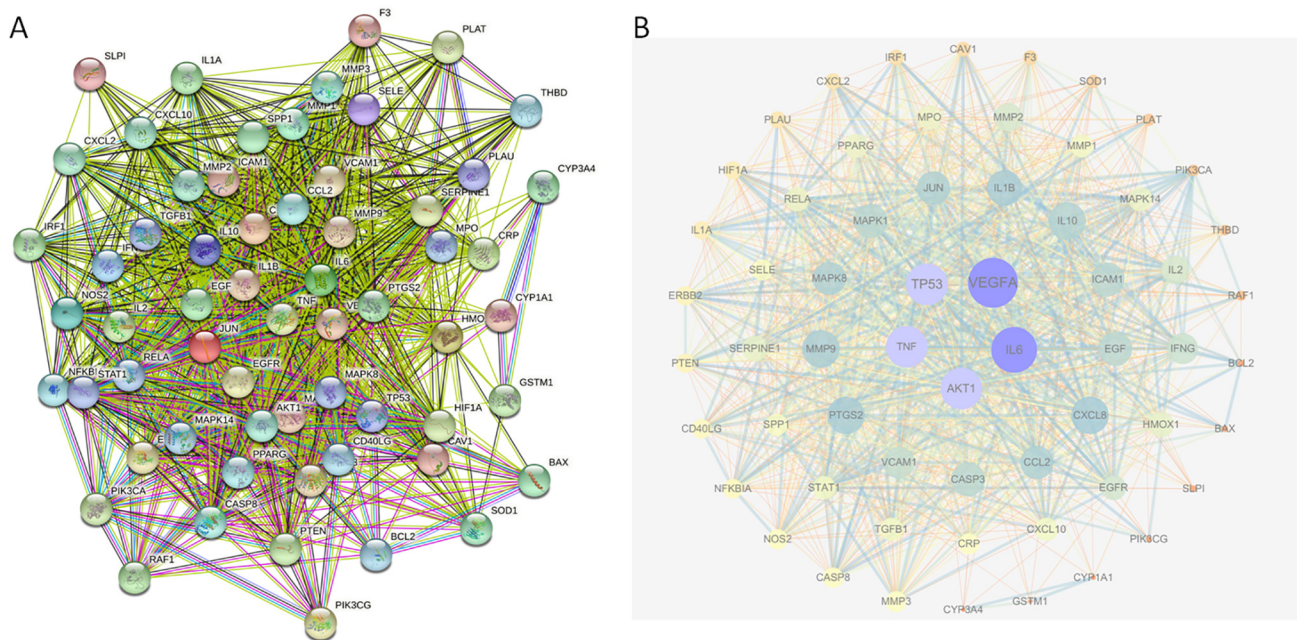 A
F3
PLAT
SLPI
IL1A
MMP3
SELE
THBD
CXCL10
SPP1
MMP1
CXCL2
MMP2
ICAM1
VCAM1
PLAU
CYP3A4
CCL2
SERPINE1
TGFB1
MMP9
MPO
IRF1
IL10
CRP
IL1B
IL6
NOS2
EGF
PTGS2
IL2
TNF
CYP1A1
JUN
HMO
RELA
EGFR
NFKBI
STAT1
MAPK8
GSTM1
TP53
AKT1
HIF1A
MAPK14
CD40LG
CAV1
PPARG
BAX
PIK3CA
CASP8
SOD1
PTEN
BCL2
RAF1
PIK3CG
B
CAV1
IRF1
F3
CXCL2
SOD1
PLAU
MPO
MMP2
PLAT
PPARG
MMP1
HIF1A
PIK3CA
RELA
JUN
IL1B
MAPK14
MAPK1
IL10
IL1A
THBD
SELE
MAPK8
TP53
VEGFA
ICAM1
IL2
ERBB2
RAF1
SERPINE1
MMP9
TNF
IL6
EGF
IFNG
PTEN
BCL2
AKT1
PTGS2
CXCL8
CD40LG
SPP1
HMOX1
BAX
VCAM1
CCL2
CASP3
NFKBIA
STAT1
EGFR
SLPI
TGFB1
CXCL10
NOS2
CRP
PIK3CG
CASP8
CYP1A1
MMP3
GSTM1
CYP3A4